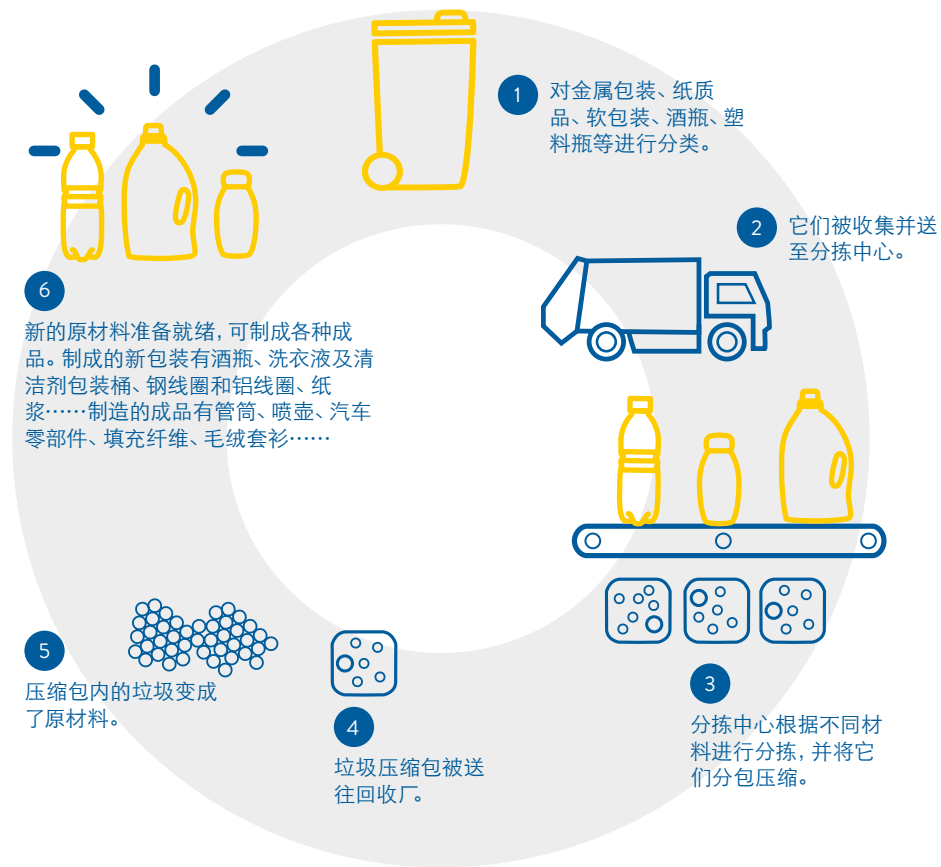 1
对金属包装、纸质
品、软包装、酒瓶、塑
料瓶等进行分类。
2
它们被收集并送
至分拣中心。
3
分拣中心根据不同材
料进行分拣,并将它
们分包压缩。
4
垃圾压缩包被送
往回收厂。
5
压缩包内的垃圾变成
了原材料。
6
新的原材料准备就绪,可制成各种成
品。制成的新包装有酒瓶、洗衣液及清
洁剂包装桶、钢线圈和铝线圈、纸
浆……制造的成品有管筒、喷壶、汽车
零部件、填充纤维、毛绒套衫……